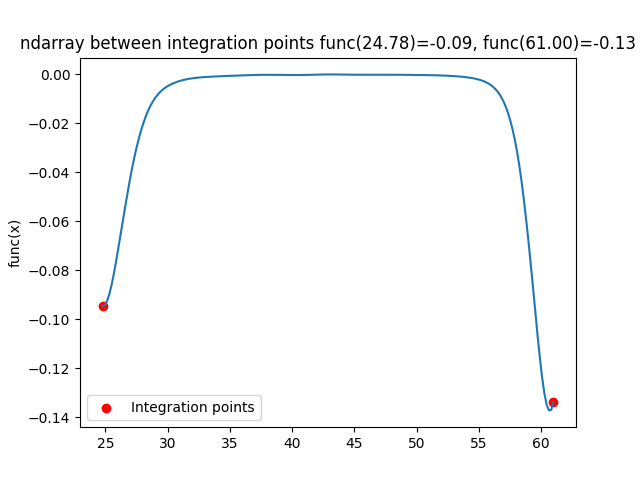 ndarray between integration points func(24.78)=-0.09, func(61.00)=-0.13
0.00
−0.02
−0.04
−0.06
−0.08
−0.10
−0.12
−0.14
func(x)
Integration points
25 30 35 40 45 50 55 60